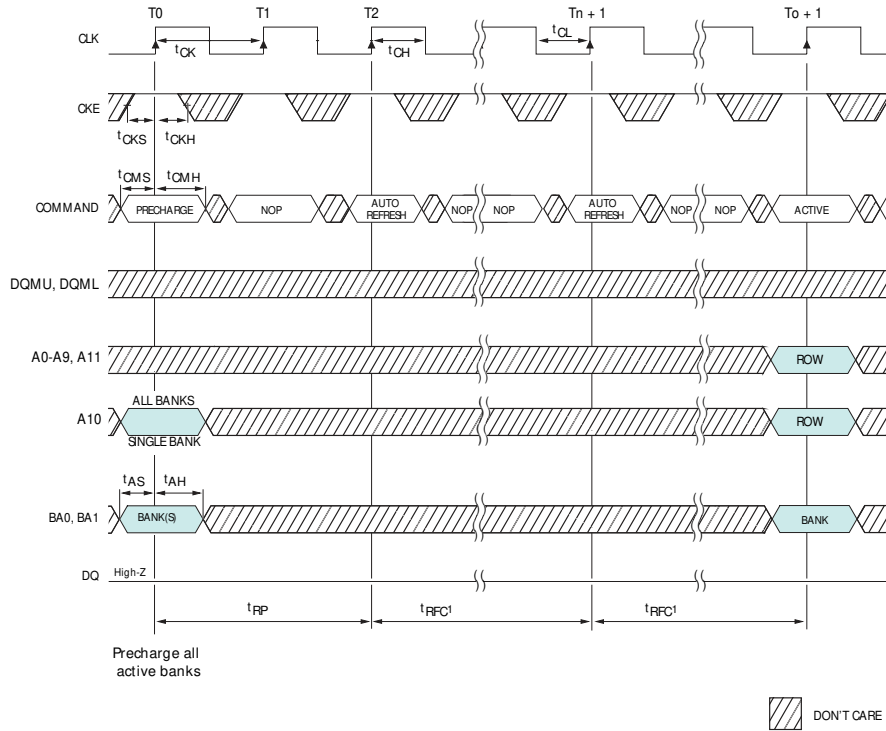 T0 T1 T2 Tn + 1 To + 1
CLK tCK tCH tCL
CKE
tCKS tCKH
tCMS tCMH
COMMAND PRECHARGE NOP AUTO REFRESH NOP NOP AUTO REFRESH NOP NOP ACTIVE
DQMU, DQML
A0-A9, A11 ROW
ALL BANKS
A10 ROW
SINGLE BANK
tAS tAH
BA0, BA1 BANK(S) BANK
DQ High-Z
tRP tRFC¹ tRFC¹
Precharge all
active banks
DON'T CARE